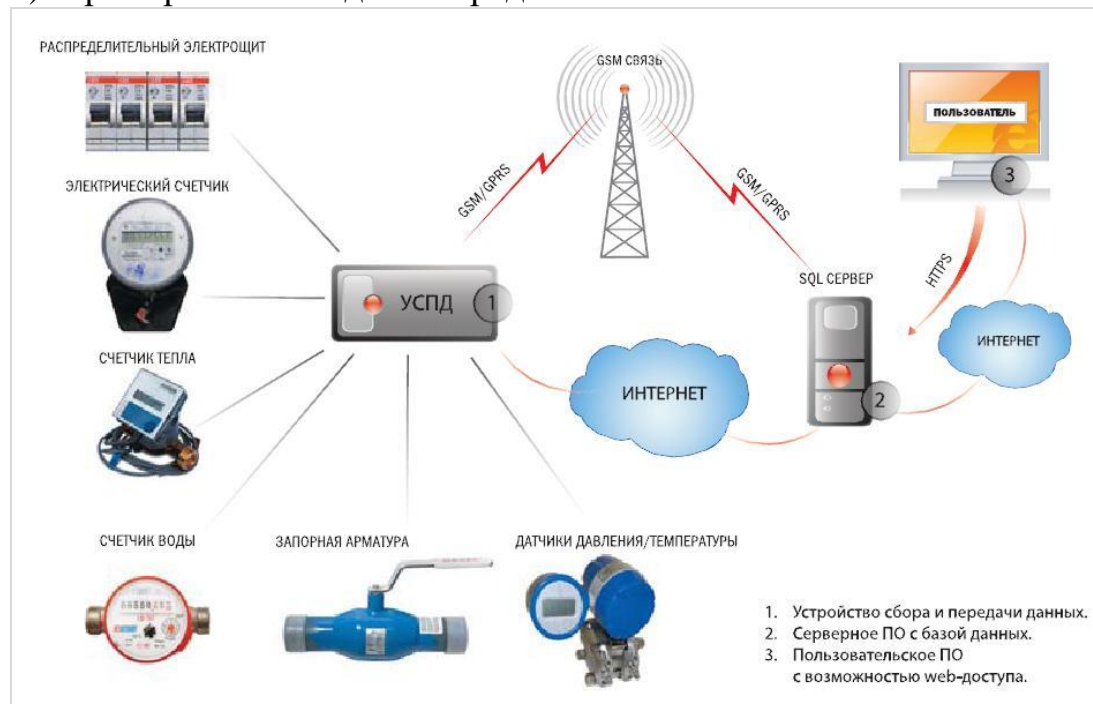 РАСПРЕДЕЛИТЕЛЬНЫЙ ЭЛЕКТРОЩИТ
GSM СВЯЗЬ
ПОЛЬЗОВАТЕЛЬ
3
ЭЛЕКТРИЧЕСКИЙ СЧЕТЧИК
GSM/GPRS
GSM/GPRS
HTTPS
SQL СЕРВЕР
УСПД
1
ИНТЕРНЕТ
СЧЕТЧИК ТЕПЛА
ИНТЕРНЕТ
2
СЧЕТЧИК ВОДЫ
ЗАПОРНАЯ АРМАТУРА
ДАТЧИКИ ДАВЛЕНИЯ/ТЕМПЕРАТУРЫ
1. Устройство сбора и передачи данных.
2. Серверное ПО с базой данных.
3. Пользовательское ПО
с возможностью web-доступа.